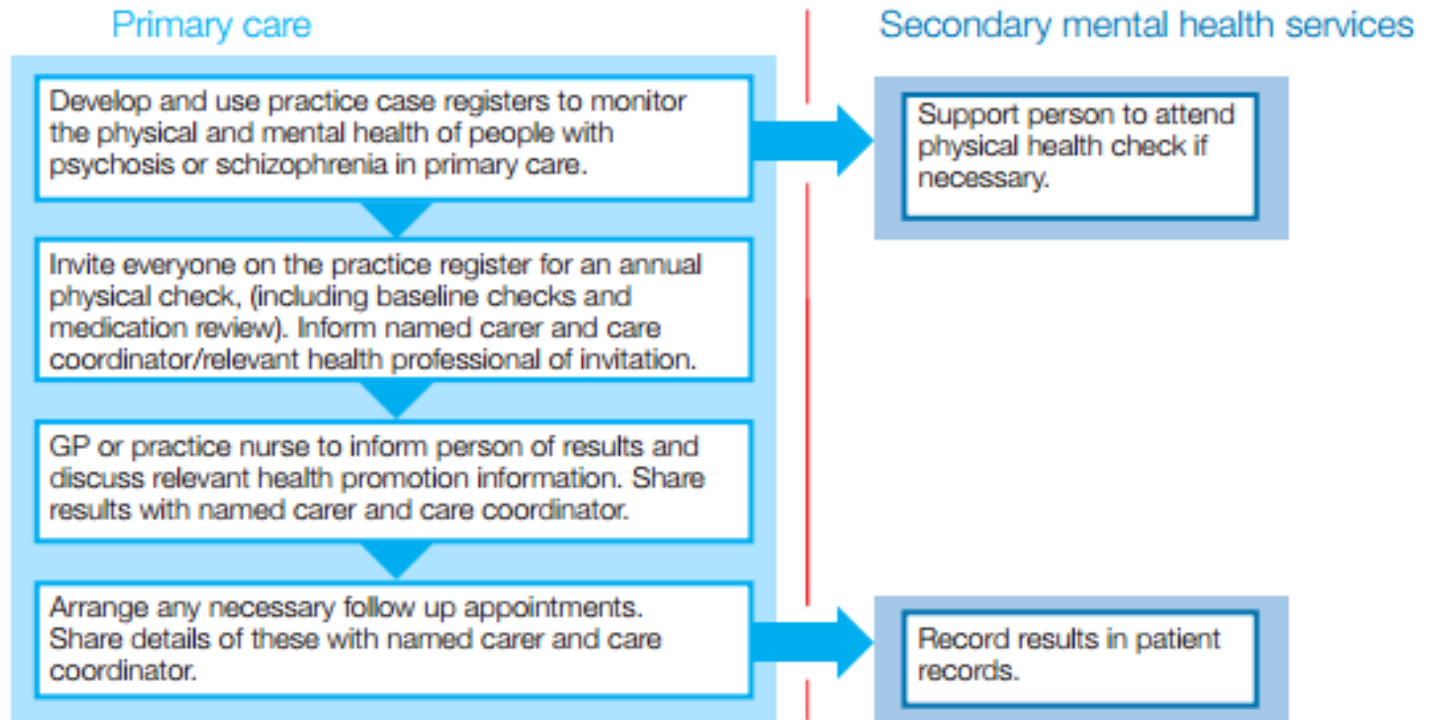 Primary care
Secondary mental health services
Develop and use practice case registers to monitor
the physical and mental health of people with
psychosis or schizophrenia in primary care.
Support person to attend
physical health check if
necessary.
Invite everyone on the practice register for an annual
physical check, (including baseline checks and
medication review). Inform named carer and care
coordinator/relevant health professional of invitation.
GP or practice nurse to inform person of results and
discuss relevant health promotion information. Share
results with named carer and care coordinator.
Arrange any necessary follow up appointments.
Share details of these with named carer and care
coordinator.
Record results in patient
records.